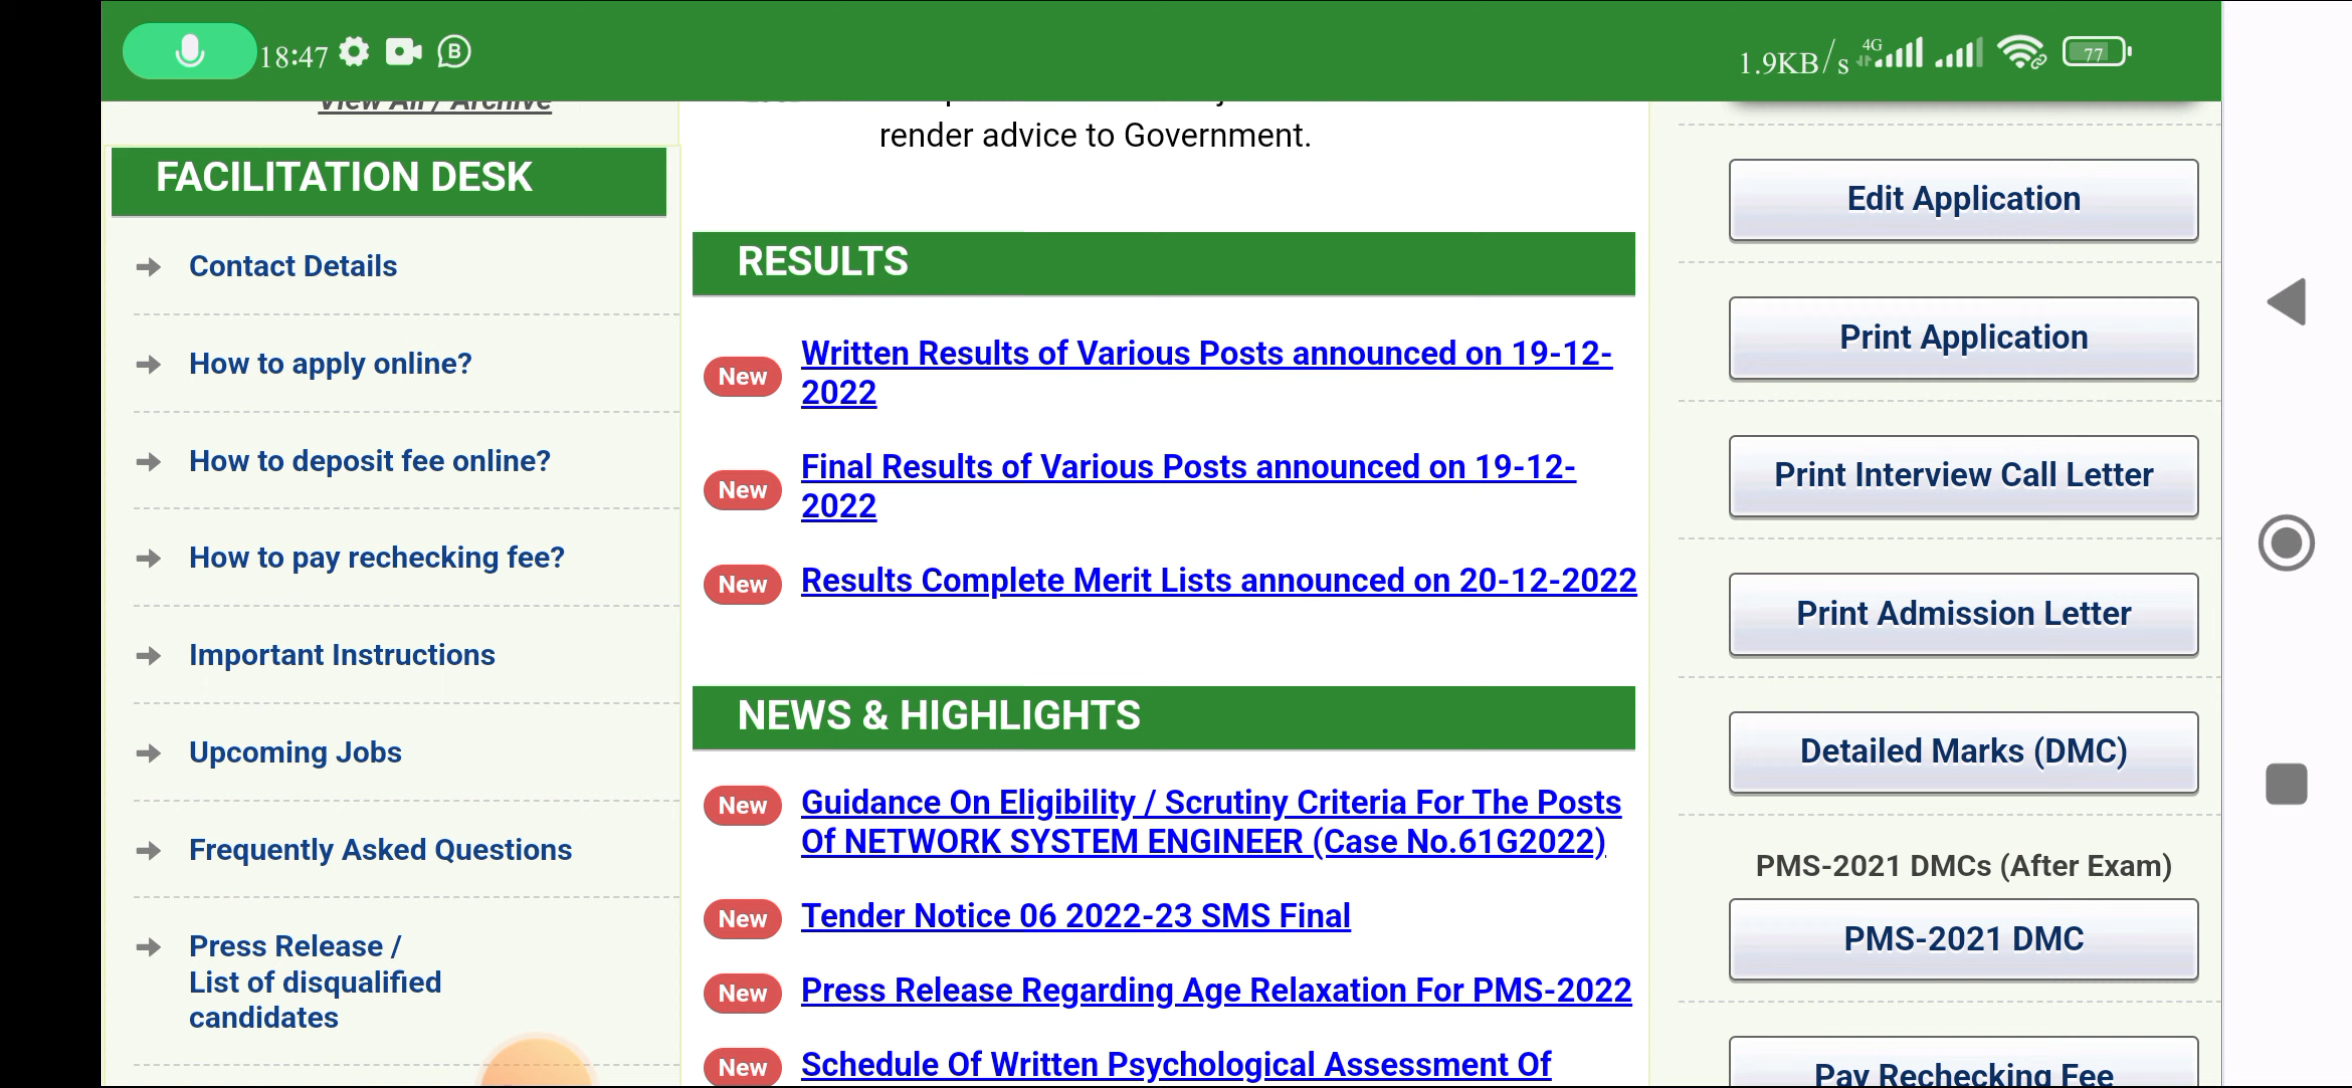 18:47
1.9KB/s 4G 77
View All / Archive
FACILITATION DESK
Contact Details
How to apply online?
How to deposit fee online?
How to pay rechecking fee?
Important Instructions
Upcoming Jobs
Frequently Asked Questions
Press Release /
List of disqualified
candidates
render advice to Government.
RESULTS
New Written Results of Various Posts announced on 19-12-
2022
New Final Results of Various Posts announced on 19-12-
2022
New Results Complete Merit Lists announced on 20-12-2022
NEWS & HIGHLIGHTS
New Guidance On Eligibility / Scrutiny Criteria For The Posts
Of NETWORK SYSTEM ENGINEER (Case No.61G2022)
New Tender Notice 06 2022-23 SMS Final
New Press Release Regarding Age Relaxation For PMS-2022
New Schedule Of Written Psychological Assessment Of
Edit Application
Print Application
Print Interview Call Letter
Print Admission Letter
Detailed Marks (DMC)
PMS-2021 DMCs (After Exam)
PMS-2021 DMC
Pay Rechecking Fee